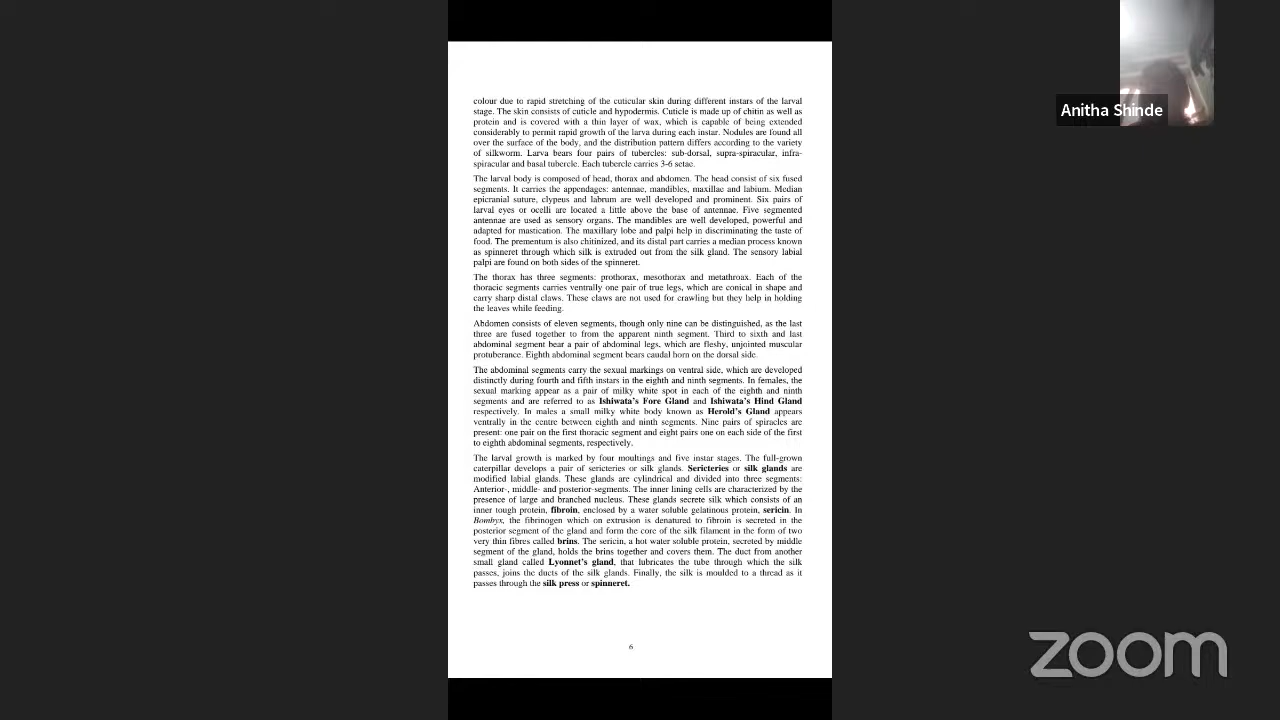 colour due to rapid stretching of the cuticular skin during different instars of the larval
stage. The skin consists of cuticle and hypodermis. Cuticle is made up of chitin as well as
protein and is covered with a thin layer of wax, which is capable of being extended
considerably to permit rapid growth of the larva during each instar. Nodules are found all
over the surface of the body, and the distribution pattern differs according to the variety
of silkworm. Larva bears four pairs of tubercles: sub-dorsal, supra-spiracular, infra-
spiracular and basal tubercle. Each tubercle carries 3-6 setae.
The larval body is composed of head, thorax and abdomen. The head consist of six fused
segments. It carries the appendages: antennae, mandibles, maxillae and labium. Median
epicranial suture, clypeus and labrum are well developed and prominent. Six pairs of
larval eyes or ocelli are located a little above the base of antennae. Five segmented
antennae are used as sensory organs. The mandibles are well developed, powerful and
adapted for mastication. The maxillary lobe and palpi help in discriminating the taste of
food. The prementum is also chitinized, and its distal part carries a median process known
as spinneret through which silk is extruded out from the silk gland. The sensory labial
palpi are found on both sides of the spinneret.
The thorax has three segments: prothorax, mesothorax and metathroax. Each of the
thoracic segments carries ventrally one pair of true legs, which are conical in shape and
carry sharp distal claws. These claws are not used for crawling but they help in holding
the leaves while feeding.
Abdomen consists of eleven segments, though only nine can be distinguished, as the last
three are fused together to from the apparent ninth segment. Third to sixth and last
abdominal segment bear a pair of abdominal legs, which are fleshy, unjointed muscular
protuberance. Eighth abdominal segment bears caudal horn on the dorsal side.
The abdominal segments carry the sexual markings on ventral side, which are developed
distinctly during fourth and fifth instars in the eighth and ninth segments. In females, the
sexual marking appear as a pair of milky white spot in each of the eighth and ninth
segments and are referred to as Ishiwata's Fore Gland and Ishiwata's Hind Gland
respectively. In males a small milky white body known as Herold's Gland appears
ventrally in the centre between eighth and ninth segments. Nine pairs of spiracles are
present: one pair on the first thoracic segment and eight pairs one on each side of the first
to eighth abdominal segments, respectively.
The larval growth is marked by four moultings and five instar stages. The full-grown
caterpillar develops a pair of sericteries or silk glands. Sericteries or silk glands are
modified labial glands. These glands are cylindrical and divided into three segments:
Anterior-, middle- and posterior-segments. The inner lining cells are characterized by the
presence of large and branched nucleus. These glands secrete silk which consists of an
inner tough protein, fibroin, enclosed by a water soluble gelatinous protein, sericin. In
Bombyx, the fibrinogen which on extrusion is denatured to fibroin is secreted in the
posterior segment of the gland and form the core of the silk filament in the form of two
very thin fibres called brins. The sericin, a hot water soluble protein, secreted by middle
segment of the gland, holds the brins together and covers them. The duct from another
small gland called Lyonnet's gland, that lubricates the tube through which the silk
passes, joins the ducts of the silk glands. Finally, the silk is moulded to a thread as it
passes through the silk press or spinneret.
6
Anitha Shinde
zoom